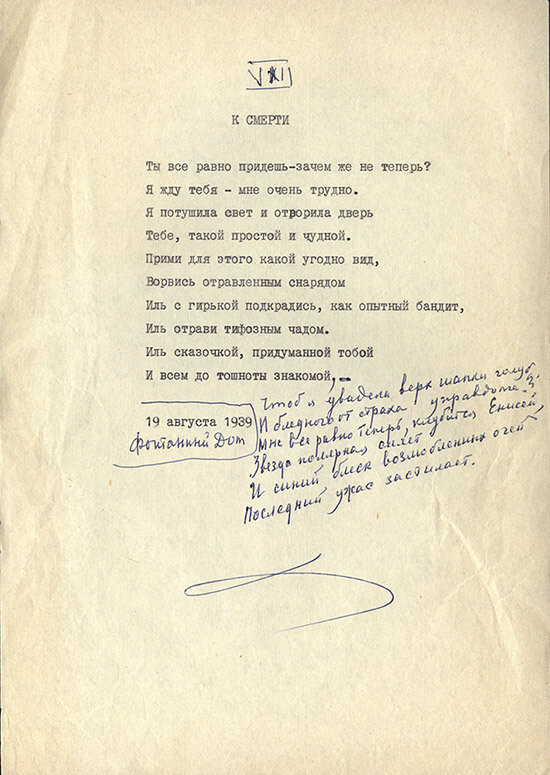 VIII
К СМЕРТИ
Ты все равно придешь-зачем же не теперь?
Я жду тебя - мне очень трудно.
Я потушила свет и отворила дверь
Тебе, такой простой и чудной.
Прими для этого какой угодно вид,
Ворвись отравленным снарядом
Иль с гирькой подкрадись, как опытный бандит,
Иль отрави тифозным чадом.
Иль сказочкой, придуманной тобой
И всем до тошноты знакомой,-
Чтоб я увидела верх шапки голуб
И бледного от страха управдома.
Мне все равно теперь, клубится Енисей,
Звезда полярная сияет
И синий блеск возлюбленных очей
Последний ужас застилает.
19 августа 1939
Фонтанный Дом